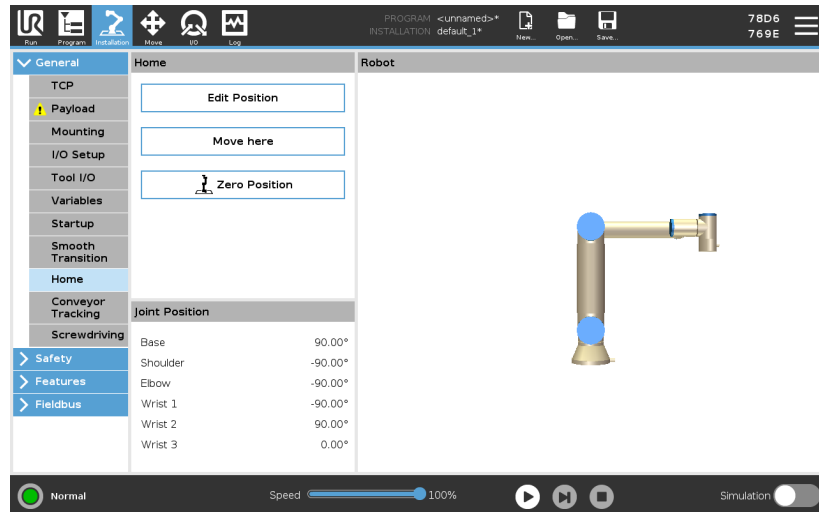 PROGRAM <unnamed>*
INSTALLATION default_1*
78D6
769E
Run Program Installation Move I/O Log New... Open... Save...
General
TCP
Payload
Mounting
I/O Setup
Tool I/O
Variables
Startup
Smooth
Transition
Home
Conveyor
Tracking
Screwdriving
Safety
Features
Fieldbus
Home
Edit Position
Move here
Zero Position
Joint Position
Base 90.00°
Shoulder -90.00°
Elbow -90.00°
Wrist 1 -90.00°
Wrist 2 90.00°
Wrist 3 0.00°
Robot
Normal Speed 100% Simulation